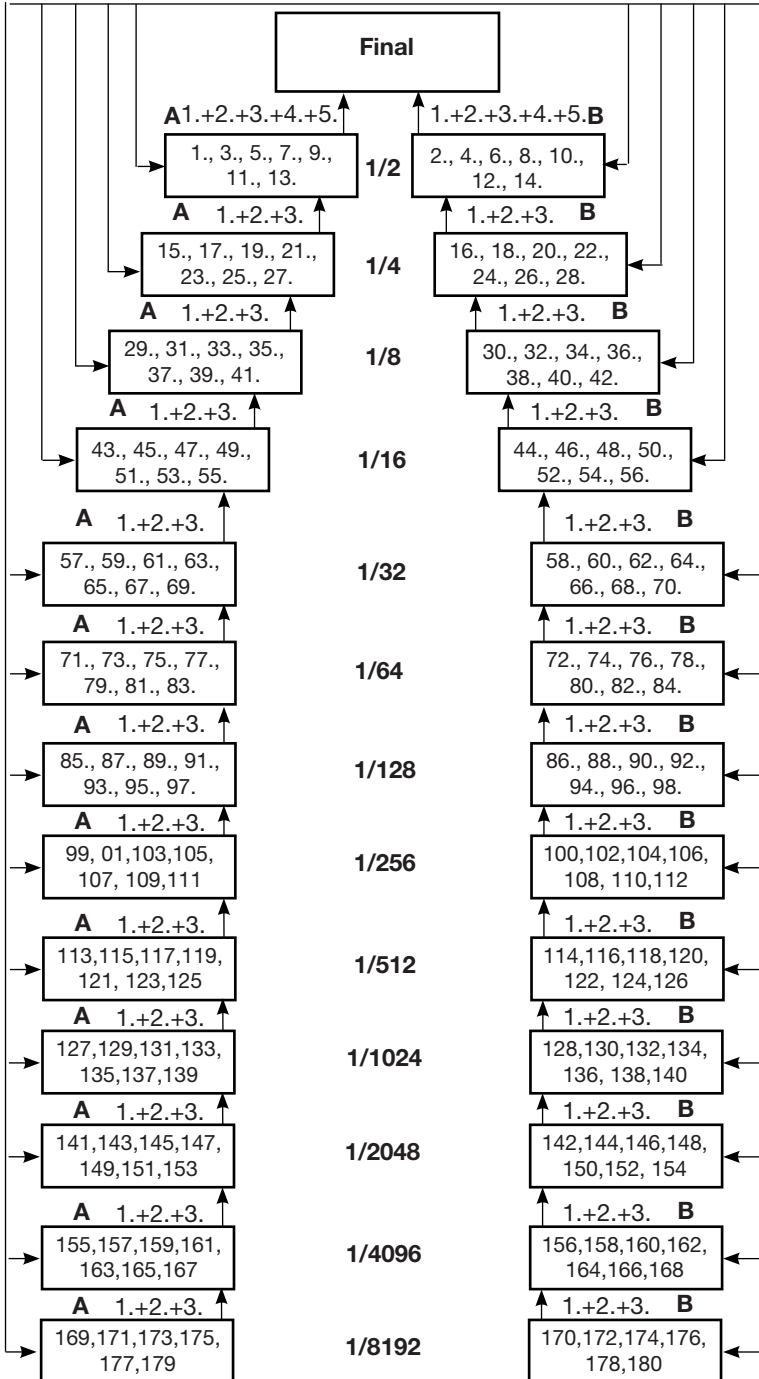 Final
A 1.+2.+3.+4.+5. 1.+2.+3.+4.+5. B
1., 3., 5., 7., 9.,
11., 13.
1/2
2., 4., 6., 8., 10.,
12., 14.
A 1.+2.+3. 1.+2.+3. B
15., 17., 19., 21.,
23., 25., 27.
1/4
16., 18., 20., 22.,
24., 26., 28.
A 1.+2.+3. 1.+2.+3. B
29., 31., 33., 35.,
37., 39., 41.
1/8
30., 32., 34., 36.,
38., 40., 42.
A 1.+2.+3. 1.+2.+3. B
43., 45., 47., 49.,
51., 53., 55.
1/16
44., 46., 48., 50.,
52., 54., 56.
A 1.+2.+3. 1.+2.+3. B
57., 59., 61., 63.,
65., 67., 69.
1/32
58., 60., 62., 64.,
66., 68., 70.
A 1.+2.+3. 1.+2.+3. B
71., 73., 75., 77.,
79., 81., 83.
1/64
72., 74., 76., 78.,
80., 82., 84.
A 1.+2.+3. 1.+2.+3. B
85., 87., 89., 91.,
93., 95., 97.
1/128
86., 88., 90., 92.,
94., 96., 98.
A 1.+2.+3. 1.+2.+3. B
99, 01,103,105,
107, 109,111
1/256
100,102,104,106,
108, 110,112
A 1.+2.+3. 1.+2.+3. B
113,115,117,119,
121, 123,125
1/512
114,116,118,120,
122, 124,126
A 1.+2.+3. 1.+2.+3. B
127,129,131,133,
135,137,139
1/1024
128,130,132,134,
136, 138,140
A 1.+2.+3. 1.+2.+3. B
141,143,145,147,
149,151,153
1/2048
142,144,146,148,
150,152, 154
A 1.+2.+3. 1.+2.+3. B
155,157,159,161,
163,165,167
1/4096
156,158,160,162,
164,166,168
A 1.+2.+3. 1.+2.+3. B
169,171,173,175,
177,179
1/8192
170,172,174,176,
178,180